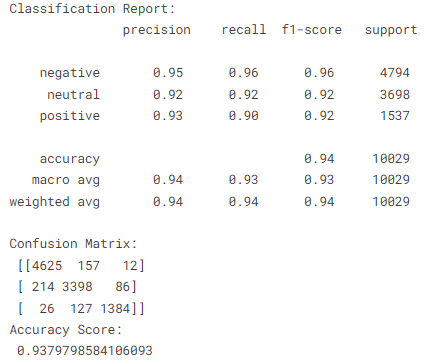 Classification Report:
precision recall f1-score support
negative 0.95 0.96 0.96 4794
neutral 0.92 0.92 0.92 3698
positive 0.93 0.90 0.92 1537
accuracy 0.94 10029
macro avg 0.94 0.93 0.93 10029
weighted avg 0.94 0.94 0.94 10029
Confusion Matrix:
[[4625 157 12]
[ 214 3398 86]
[ 26 127 1384]]
Accuracy Score:
0.9379798584106093